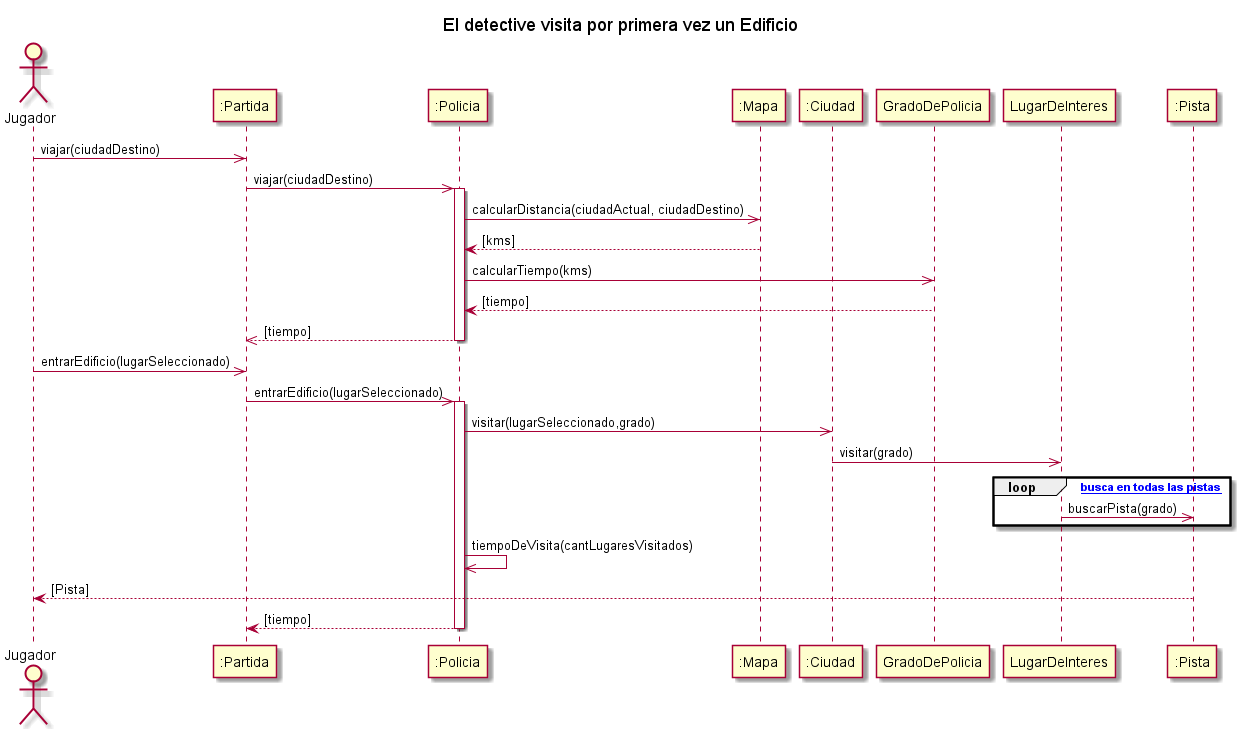 El detective visita por primera vez un Edificio
Jugador
:Partida
:Policia
:Mapa
:Ciudad
GradoDePolicia
LugarDeInteres
:Pista
viajar(ciudadDestino)
viajar(ciudadDestino)
calcularDistancia(ciudadActual, ciudadDestino)
[kms]
calcularTiempo(kms)
[tiempo]
[tiempo]
entrarEdificio(lugarSeleccionado)
entrarEdificio(lugarSeleccionado)
visitar(lugarSeleccionado,grado)
visitar(grado)
loop
busca en todas las pistas
buscarPista(grado)
tiempoDeVisita(cantLugaresVisitados)
[Pista]
[tiempo]
Jugador
:Partida
:Policia
:Mapa
:Ciudad
GradoDePolicia
LugarDeInteres
:Pista